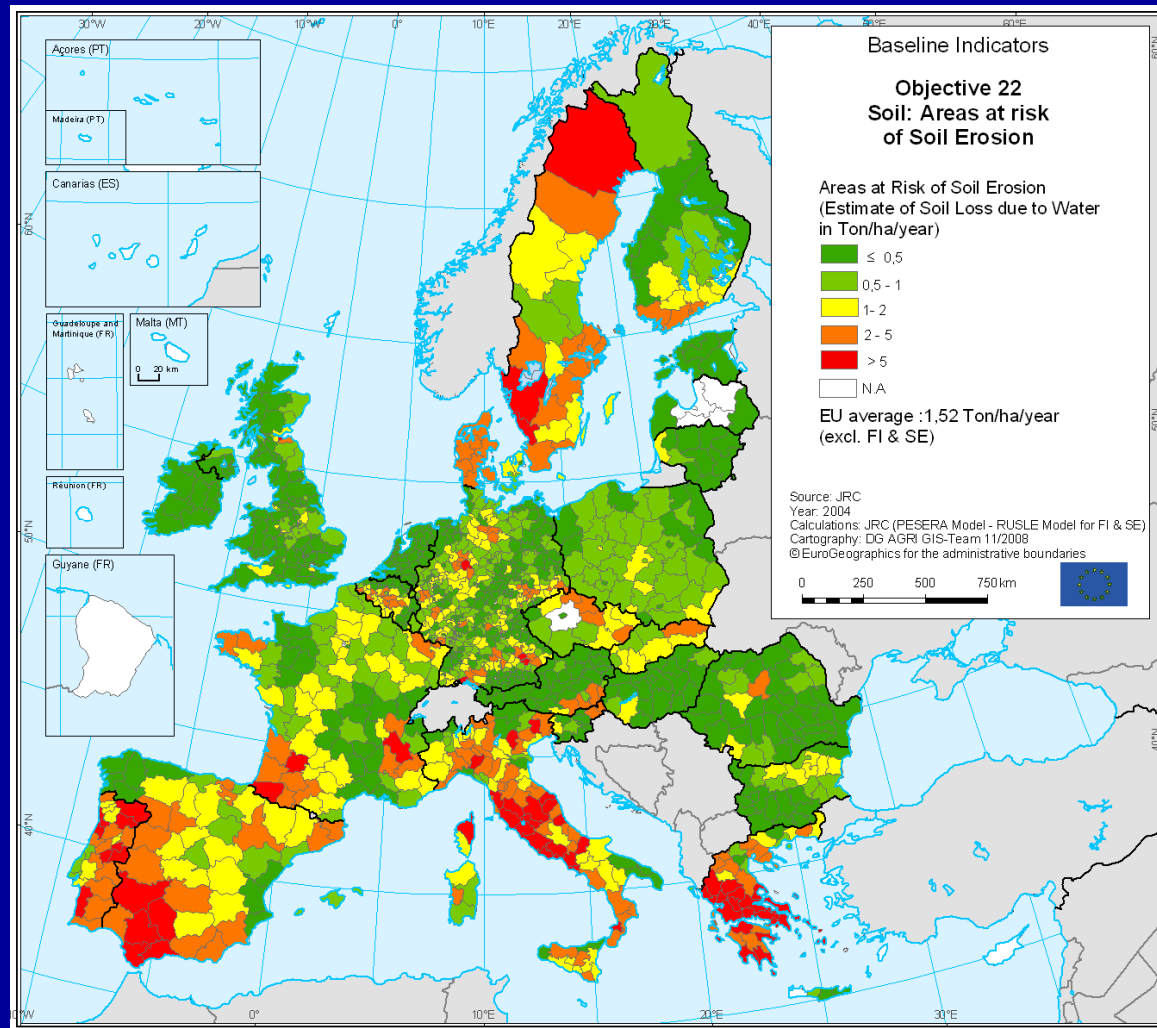 30°W
20°W
10°W
0°
10°E
20°E
30°E
40°E
50°E
60°E
Açores (PT)
Madeira (PT)
Canarias (ES)
Guadeloupe and
Martinique (FR)
Malta (MT)
0 20 km
Réunion (FR)
Guyane (FR)
60°N
50°N
40°N
Baseline Indicators
Objective 22
Soil: Areas at risk
of Soil Erosion
Areas at Risk of Soil Erosion
(Estimate of Soil Loss due to Water
in Ton/ha/year)
≤ 0,5
0,5 - 1
1- 2
2 - 5
> 5
N.A
EU average :1,52 Ton/ha/year
(excl. FI & SE)
Source: JRC
Year: 2004
Calculations: JRC (PESERA Model - RUSLE Model for FI & SE)
Cartography: DG AGRI GIS-Team 11/2008
© EuroGeographics for the administrative boundaries
0 250 500 750 km
60°N
50°N
40°N
10°W
0°
10°E
20°E
30°E